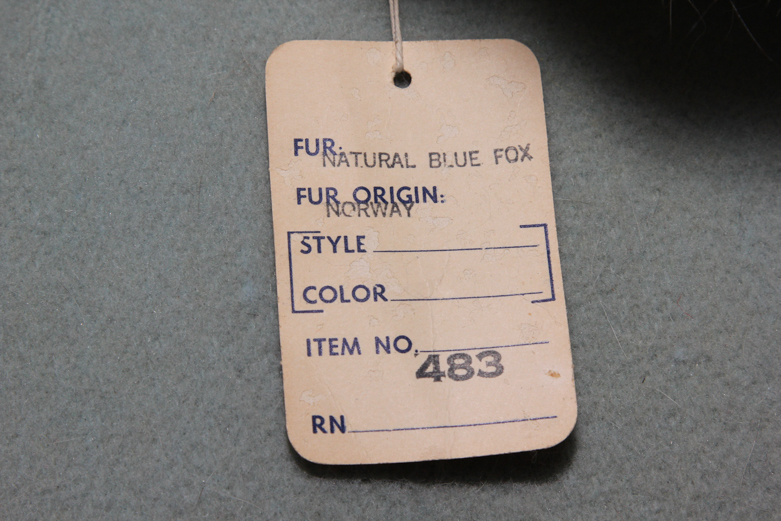 FUR:
NATURAL BLUE FOX
FUR ORIGIN:
NORWAY
STYLE
COLOR
ITEM NO.
483
RN